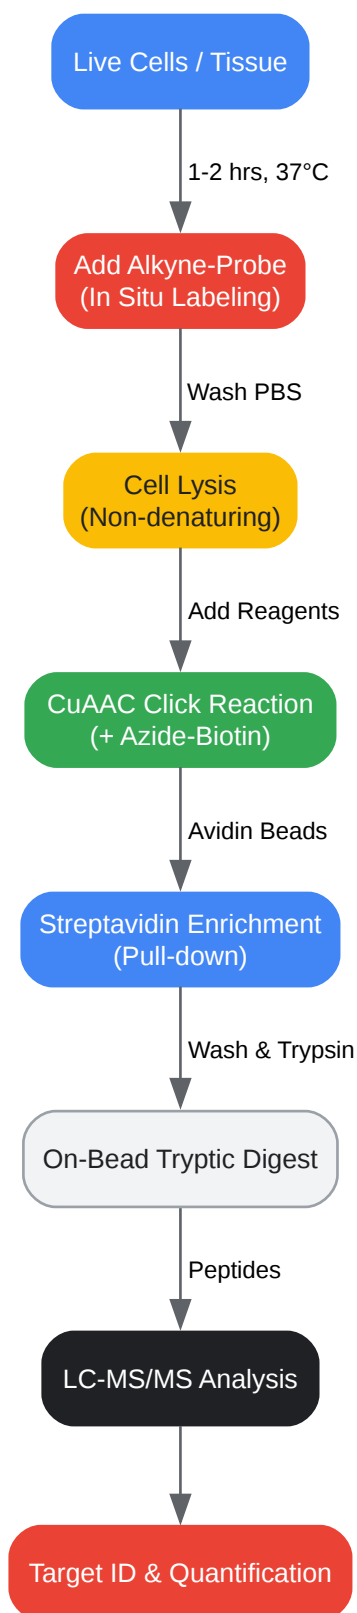 Live Cells / Tissue
1-2 hrs, 37°C
Add Alkyne-Probe
(In Situ Labeling)
Wash PBS
Cell Lysis
(Non-denaturing)
Add Reagents
CuAAC Click Reaction
(+ Azide-Biotin)
Avidin Beads
Streptavidin Enrichment
(Pull-down)
Wash & Trypsin
On-Bead Tryptic Digest
Peptides
LC-MS/MS Analysis
Target ID & Quantification